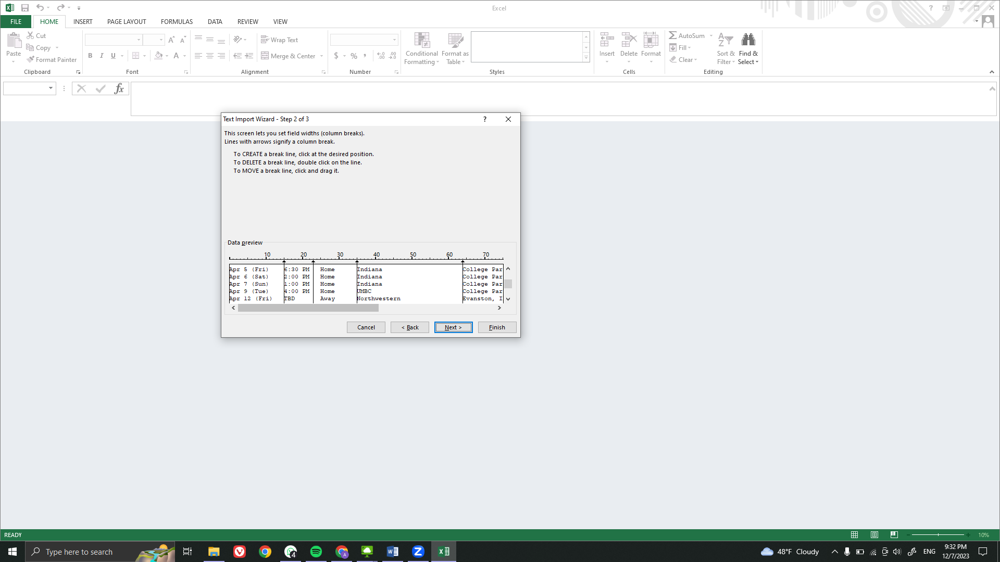 Excel
FILE HOME INSERT PAGE LAYOUT FORMULAS DATA REVIEW VIEW
Paste
Cut
Copy
Format Painter
Clipboard
B I U A
Font
Wrap Text
Merge & Center
Alignment
$ % ,
Number
Conditional Formatting
Format as Table
Styles
Insert Delete Format
Cells
AutoSum
Fill
Clear
Sort & Filter
Find & Select
Editing
fx
Text Import Wizard - Step 2 of 3
This screen lets you set field widths (column breaks).
Lines with arrows signify a column break.
To CREATE a break line, click at the desired position.
To DELETE a break line, double click on the line.
To MOVE a break line, click and drag it.
Data preview
10 20 30 40 50 60 70
Apr 5 (Fri) 6:30 PM Home Indiana College Par
Apr 6 (Sat) 2:00 PM Home Indiana College Par
Apr 7 (Sun) 1:00 PM Home Indiana College Par
Apr 9 (Tue) 4:00 PM Home UMBC College Par
Apr 12 (Fri) TBD Away Northwestern Evanston, I
Cancel < Back Next > Finish
READY
10%
Type here to search
4
A
48°F Cloudy
ENG
9:32 PM
12/7/2023